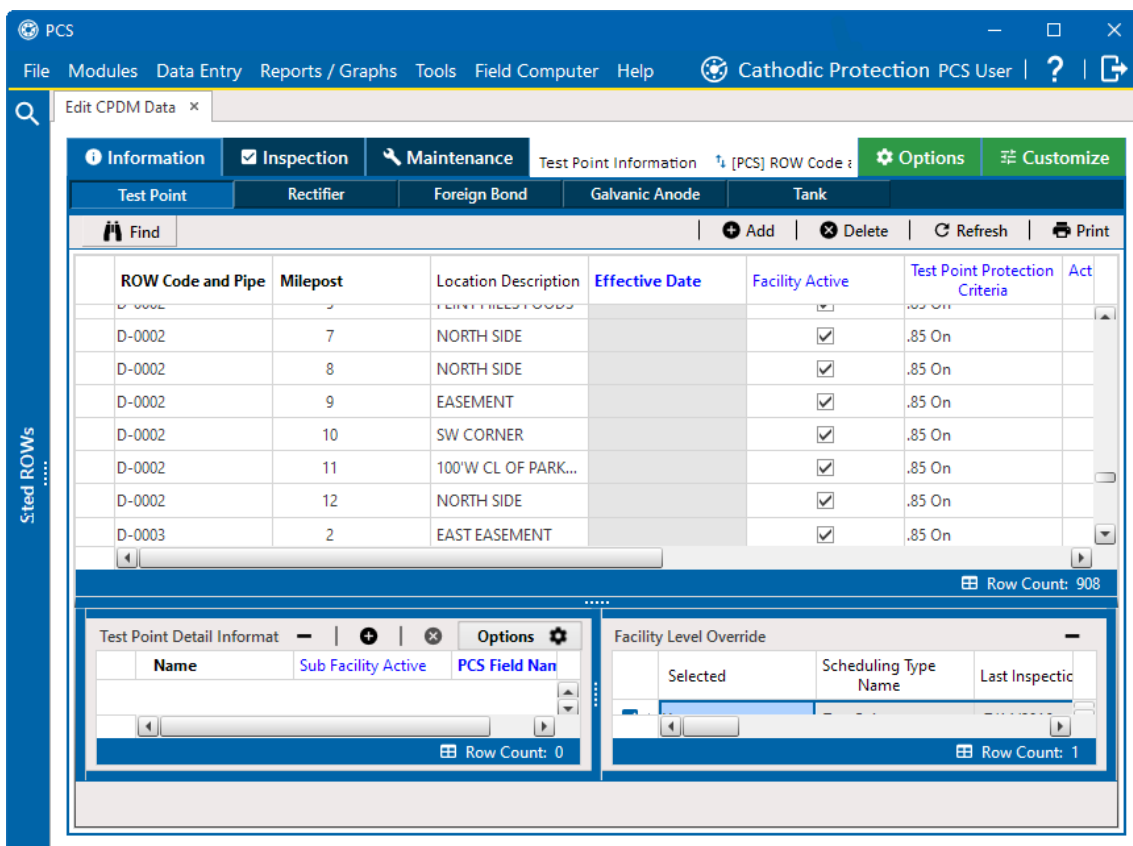 PCS
File Modules Data Entry Reports / Graphs Tools Field Computer Help Cathodic Protection PCS User | ? |
Edit CPDM Data ×
Information Inspection Maintenance Test Point Information [PCS] ROW Code a Options Customize
Test Point Rectifier Foreign Bond Galvanic Anode Tank
Find | Add | Delete | Refresh | Print
ROW Code and Pipe Milepost Location Description Effective Date Facility Active Test Point Protection Criteria Act
D-0002 7 NORTH SIDE .85 On
D-0002 8 NORTH SIDE .85 On
D-0002 9 EASEMENT .85 On
D-0002 10 SW CORNER .85 On
D-0002 11 100'W CL OF PARK... .85 On
D-0002 12 NORTH SIDE .85 On
D-0003 2 EAST EASEMENT .85 On
Row Count: 908
Test Point Detail Informat Options
Name Sub Facility Active PCS Field Nan
Row Count: 0
Facility Level Override
Selected Scheduling Type Name Last Inspectic
Row Count: 1
ted ROWs